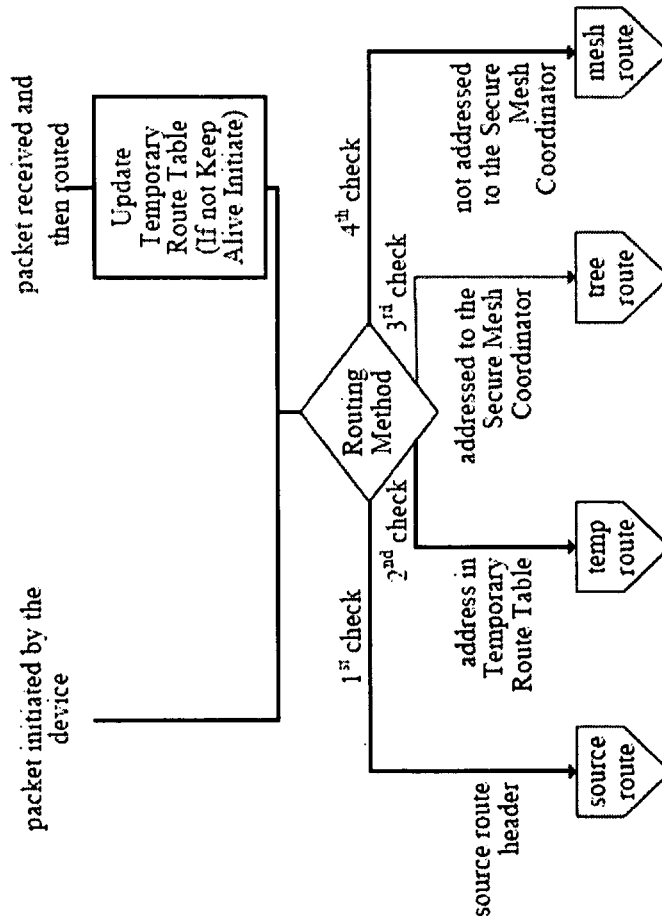 packet initiated by the
device
packet received and
then routed
Update
Temporary
Route Table
(If not Keep
Alive Initiate)
Routing
Method
1st check
2nd check
3rd check
4th check
source route
header
address in
Temporary
Route Table
addressed to the
Secure Mesh
Coordinator
not addressed
to the Secure
Mesh
Coordinator
source
route
temp
route
tree
route
mesh
route